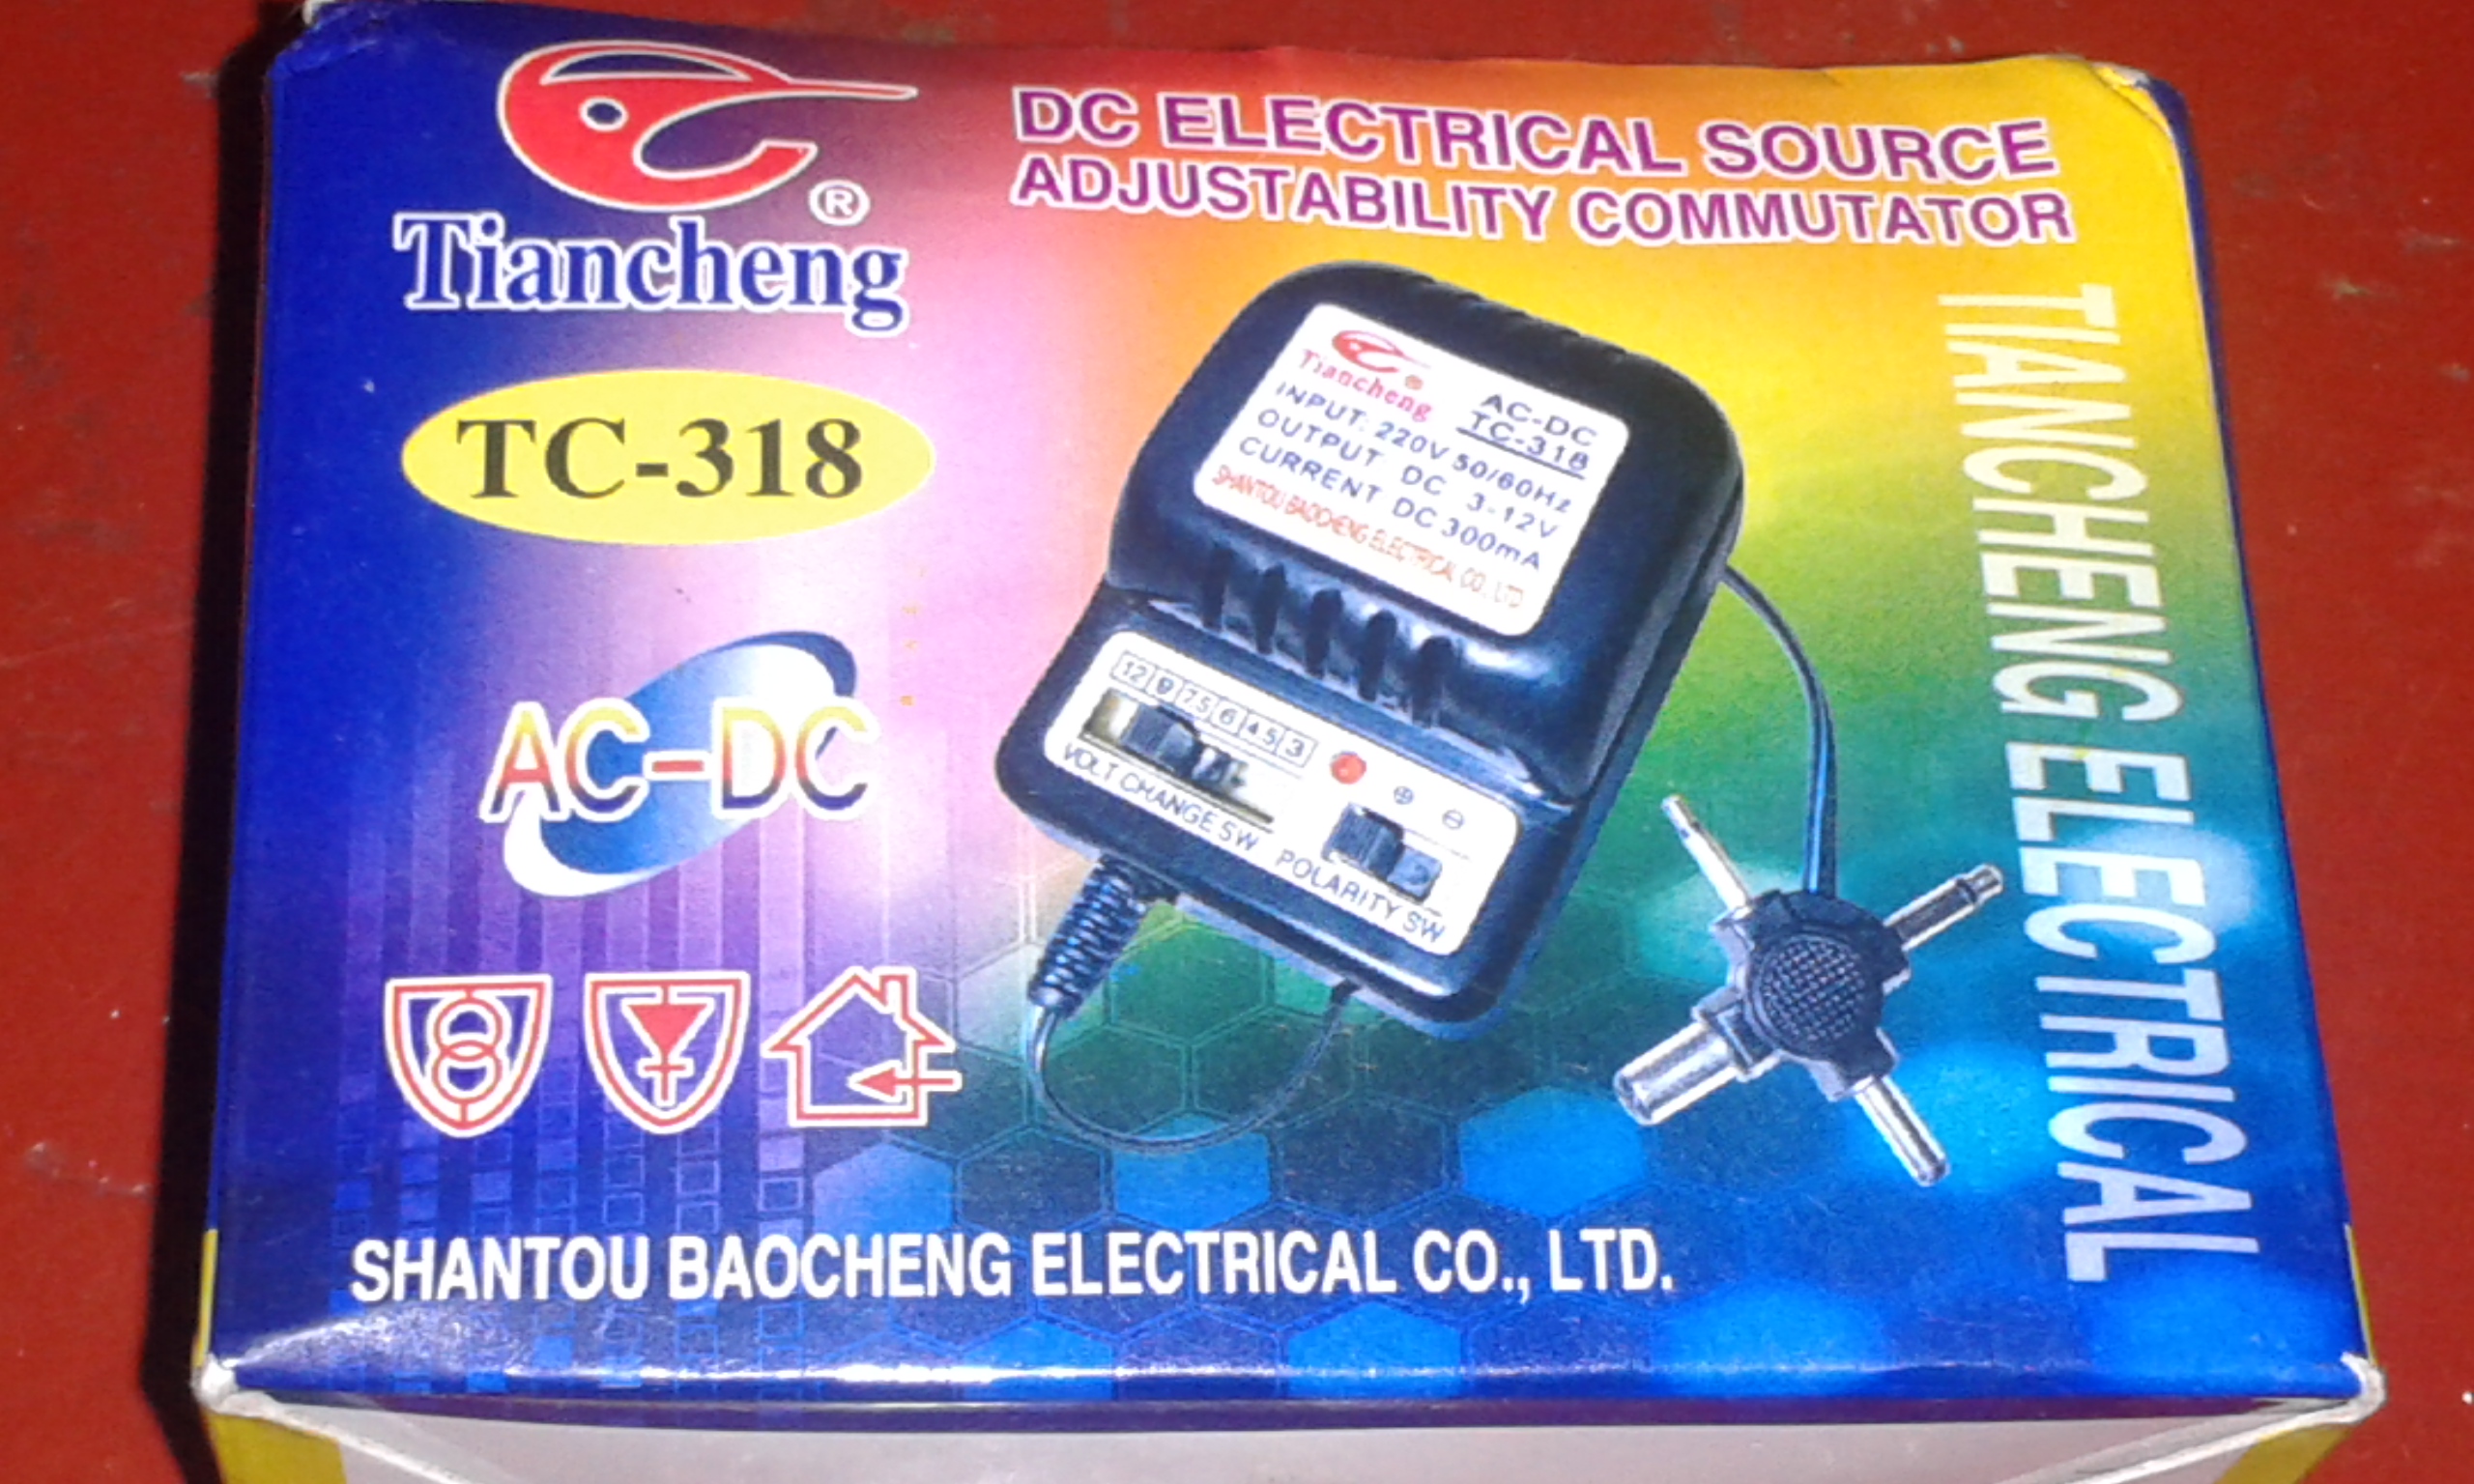 Tiancheng ®
DC ELECTRICAL SOURCE
ADJUSTABILITY COMMUTATOR
TC-318
AC-DC
Tiancheng
AC-DC
TC-318
INPUT: 220V 50/60Hz
OUTPUT DC 3-12V
CURRENT DC 300mA
SHANTOU BAOCHENG ELECTRICAL CO., LTD
12 9 7.5 6 4.5 3
VOLT CHANGE SW
⊕ ⊖
POLARITY SW
TIANCHENG ELECTRICAL
SHANTOU BAOCHENG ELECTRICAL CO., LTD.